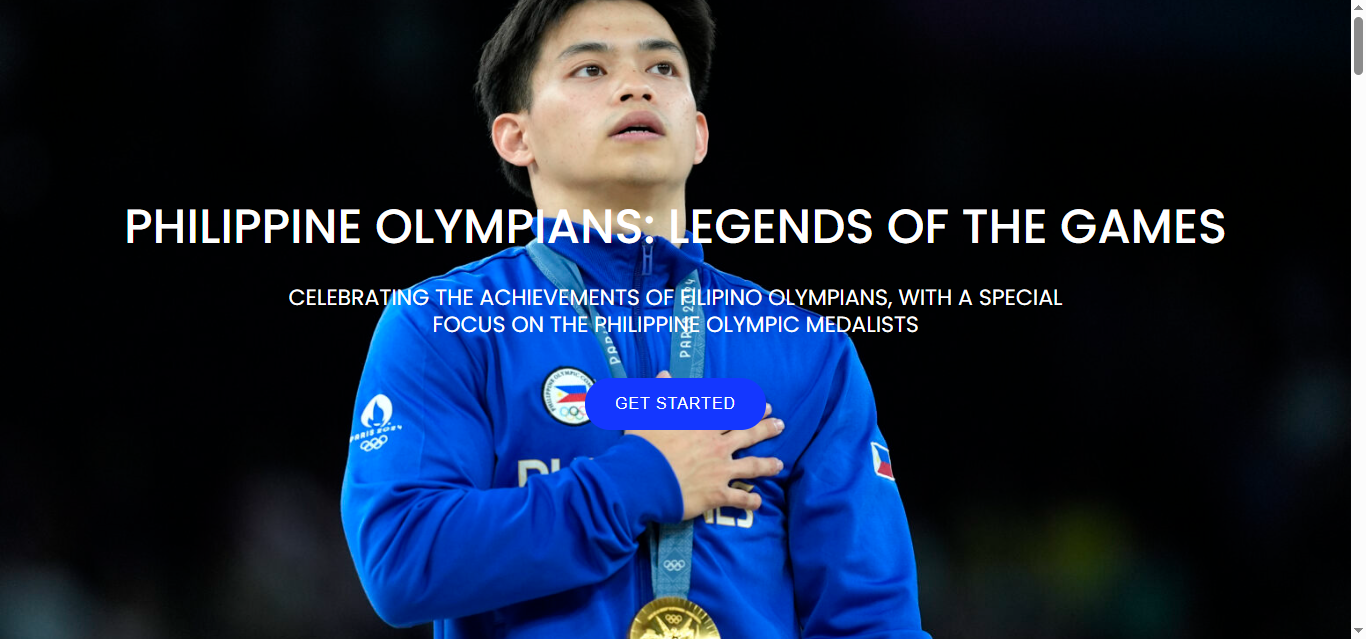 PHILIPPINE OLYMPIANS: LEGENDS OF THE GAMES
CELEBRATING THE ACHIEVEMENTS OF FILIPINO OLYMPIANS, WITH A SPECIAL
FOCUS ON THE PHILIPPINE OLYMPIC MEDALISTS
PARIS 2024
GET STARTED
PARIS 2024